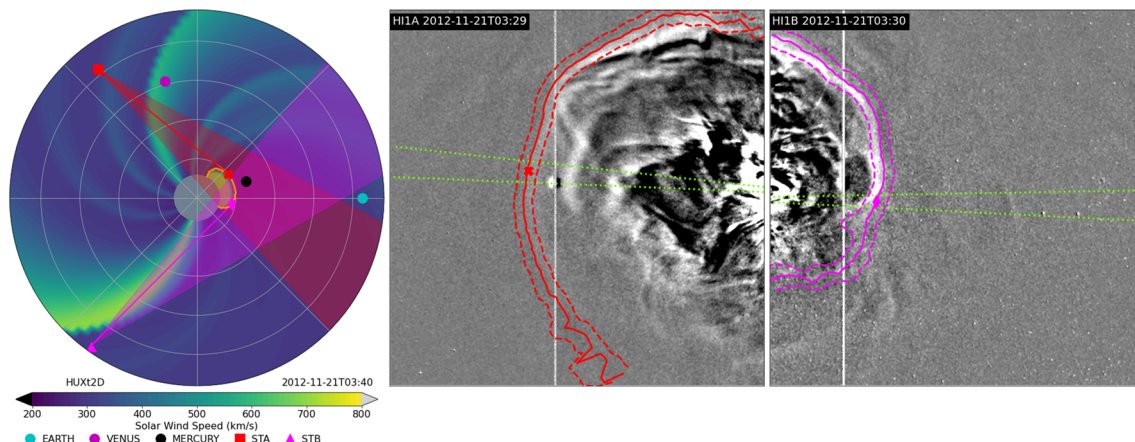 HI1A 2012-11-21T03:29
HI1B 2012-11-21T03:30
HUXt2D 2012-11-21T03:40
200 300 400 500 600 700 800
Solar Wind Speed (km/s)
EARTH VENUS MERCURY STA STB